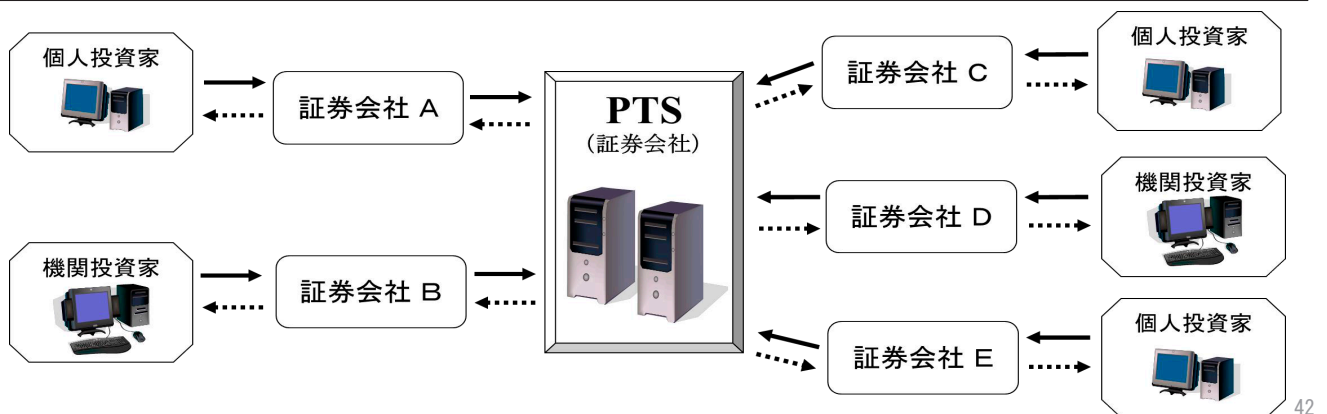 個人投資家
証券会社 A
機関投資家
証券会社 B
PTS
(証券会社)
証券会社 C
個人投資家
証券会社 D
機関投資家
証券会社 E
個人投資家
42